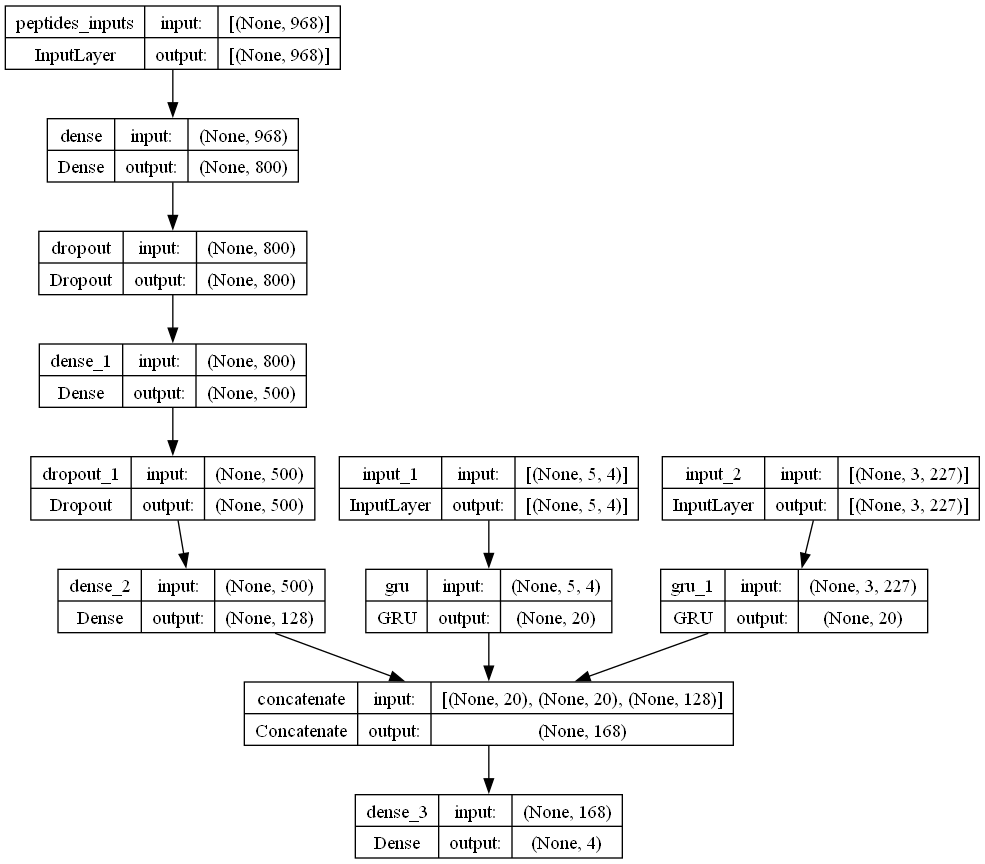 peptides_inputs input: [(None, 968)]
InputLayer output: [(None, 968)]
dense input: (None, 968)
Dense output: (None, 800)
dropout input: (None, 800)
Dropout output: (None, 800)
dense_1 input: (None, 800)
Dense output: (None, 500)
dropout_1 input: (None, 500)
Dropout output: (None, 500)
input_1 input: [(None, 5, 4)]
InputLayer output: [(None, 5, 4)]
input_2 input: [(None, 3, 227)]
InputLayer output: [(None, 3, 227)]
dense_2 input: (None, 500)
Dense output: (None, 128)
gru input: (None, 5, 4)
GRU output: (None, 20)
gru_1 input: (None, 3, 227)
GRU output: (None, 20)
concatenate input: [(None, 20), (None, 20), (None, 128)]
Concatenate output: (None, 168)
dense_3 input: (None, 168)
Dense output: (None, 4)